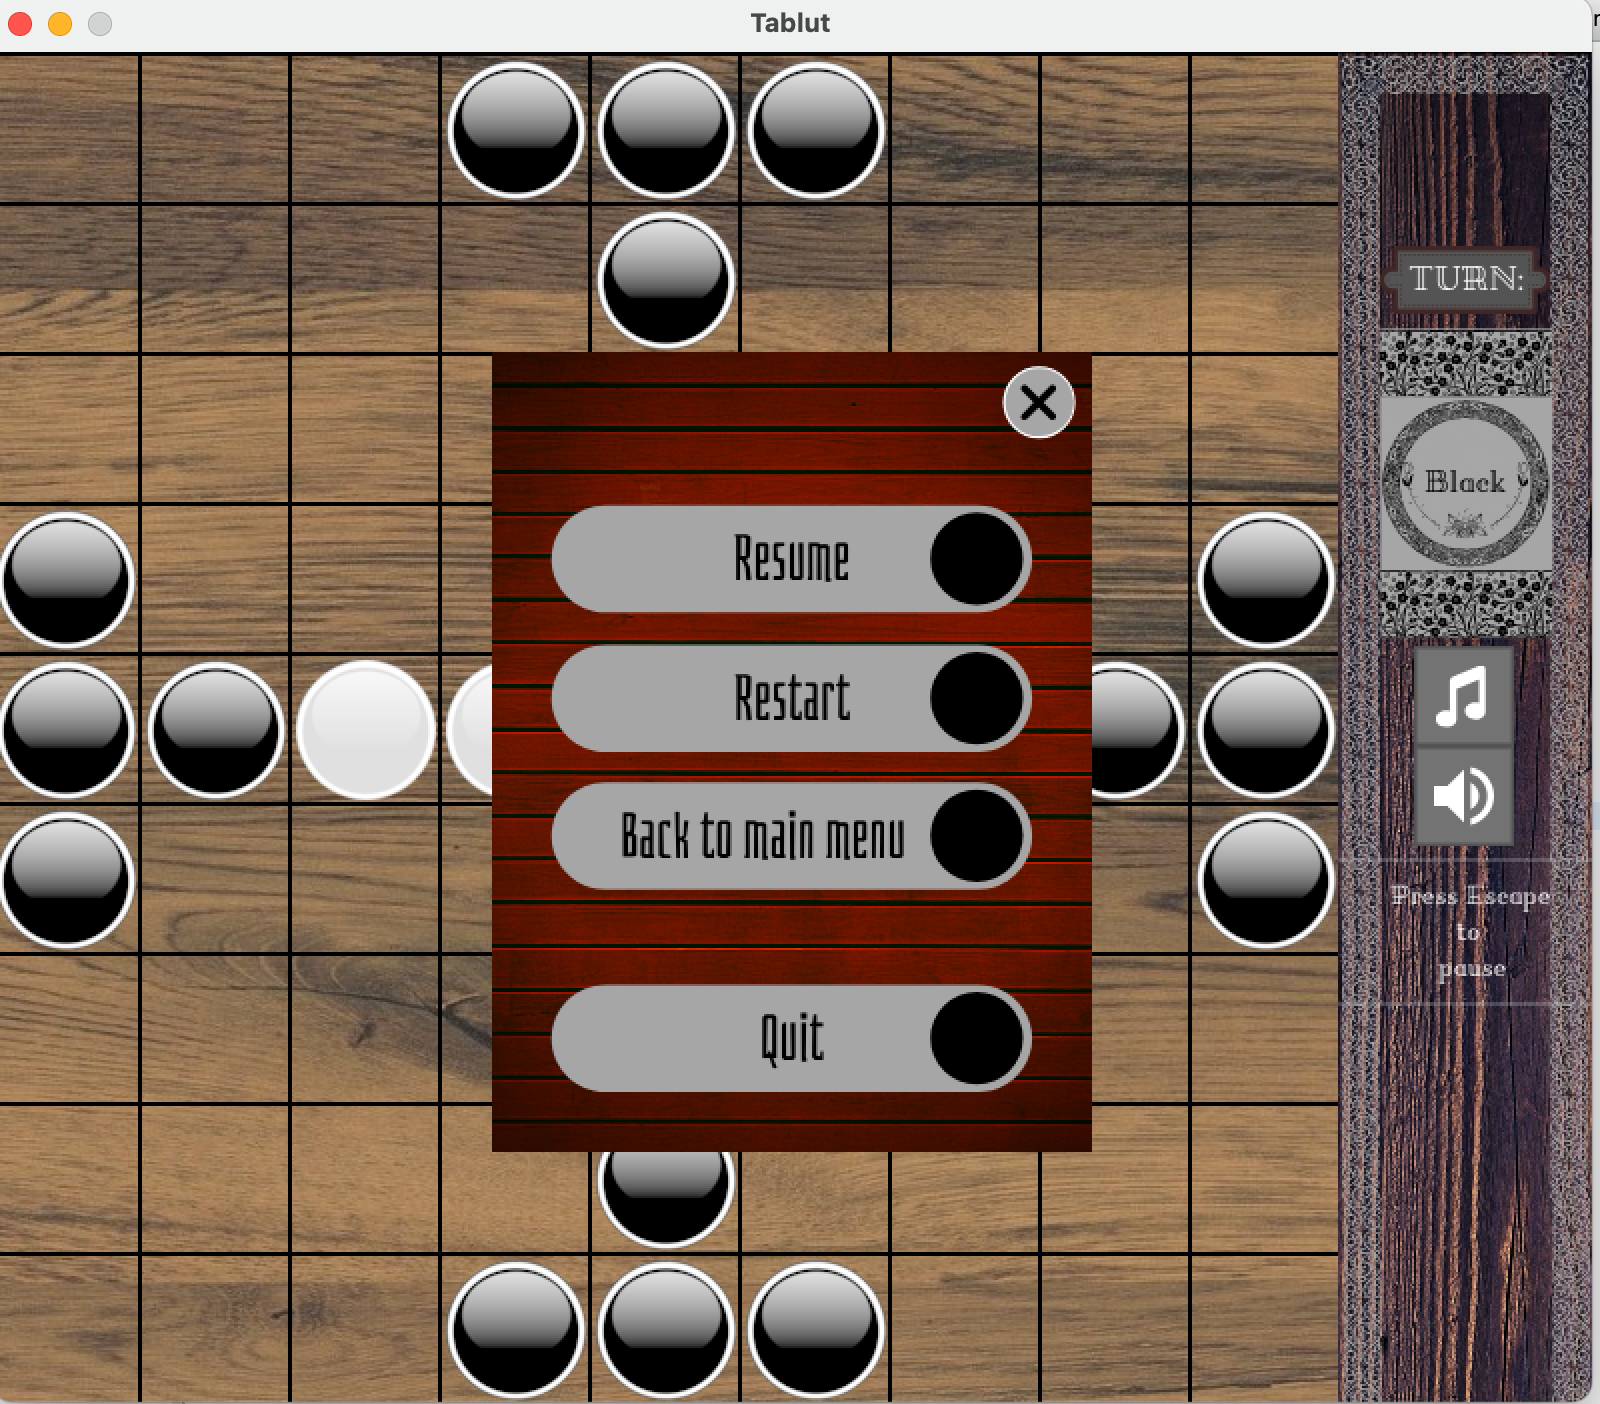 Tablut
TURN:
Black
Resume
Restart
Back to main menu
Quit
Press Escape
to
pause